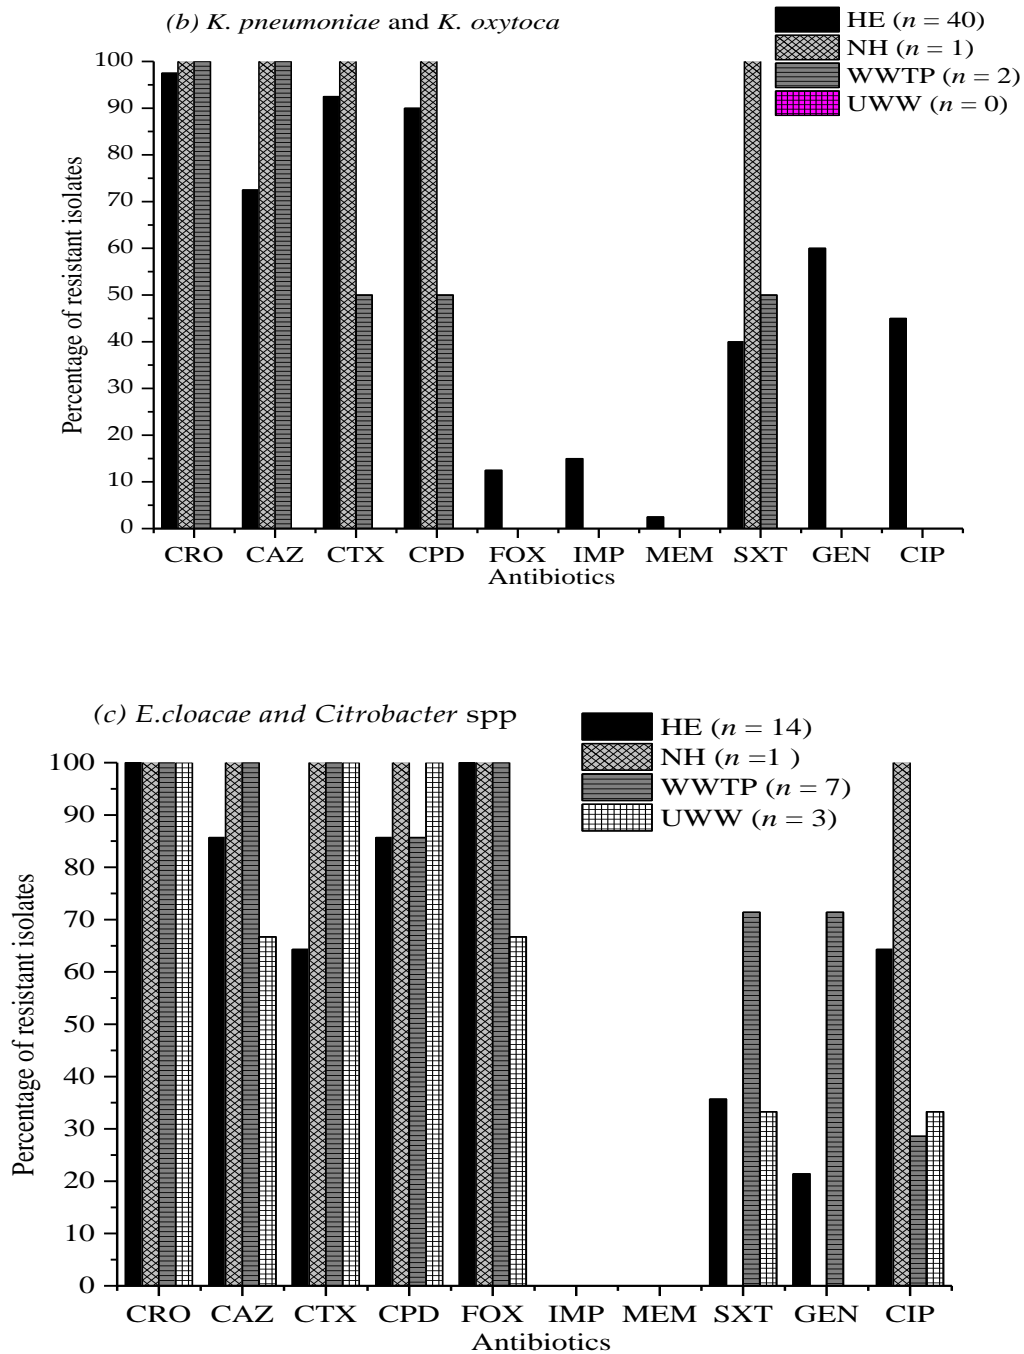 (b) K. pneumoniae and K. oxytoca
HE (n = 40)
NH (n = 1)
WWTP (n = 2)
UWW (n = 0)
Percentage of resistant isolates
100
90
80
70
60
50
40
30
20
10
0
CRO CAZ CTX CPD FOX IMP MEM SXT GEN CIP
Antibiotics
(c) E.cloacae and Citrobacter spp
HE (n = 14)
NH (n =1 )
WWTP (n = 7)
UWW (n = 3)
Percentage of resistant isolates
100
90
80
70
60
50
40
30
20
10
0
CRO CAZ CTX CPD FOX IMP MEM SXT GEN CIP
Antibiotics